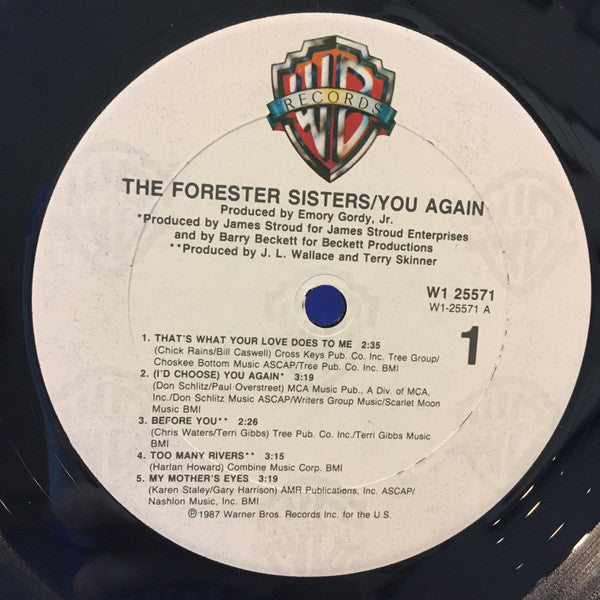 WB
RECORDS
THE FORESTER SISTERS/YOU AGAIN
Produced by Emory Gordy, Jr.
*Produced by James Stroud for James Stroud Enterprises
and by Barry Beckett for Beckett Productions
**Produced by J. L. Wallace and Terry Skinner
W1 25571
W1-25571 A
1
1. THAT'S WHAT YOUR LOVE DOES TO ME 2:35
(Chick Rains/Bill Caswell) Cross Keys Pub. Co. Inc. Tree Group/
Choskee Bottom Music ASCAP/Tree Pub. Co. Inc. BMI
2. (I'D CHOOSE) YOU AGAIN* 3:19
(Don Schlitz/Paul Overstreet) MCA Music Pub., A Div. of MCA,
Inc./Don Schlitz Music ASCAP/Writers Group Music/Scarlet Moon
Music BMI
3. BEFORE YOU** 2:26
(Chris Waters/Terri Gibbs) Tree Pub. Co. Inc./Terri Gibbs Music
BMI
4. TOO MANY RIVERS** 3:15
(Harlan Howard) Combine Music Corp. BMI
5. MY MOTHER'S EYES 3:19
(Karen Staley/Gary Harrison) AMR Publications, Inc. ASCAP/
Nashlon Music, Inc. BMI
℗1987 Warner Bros. Records Inc. for the U.S.